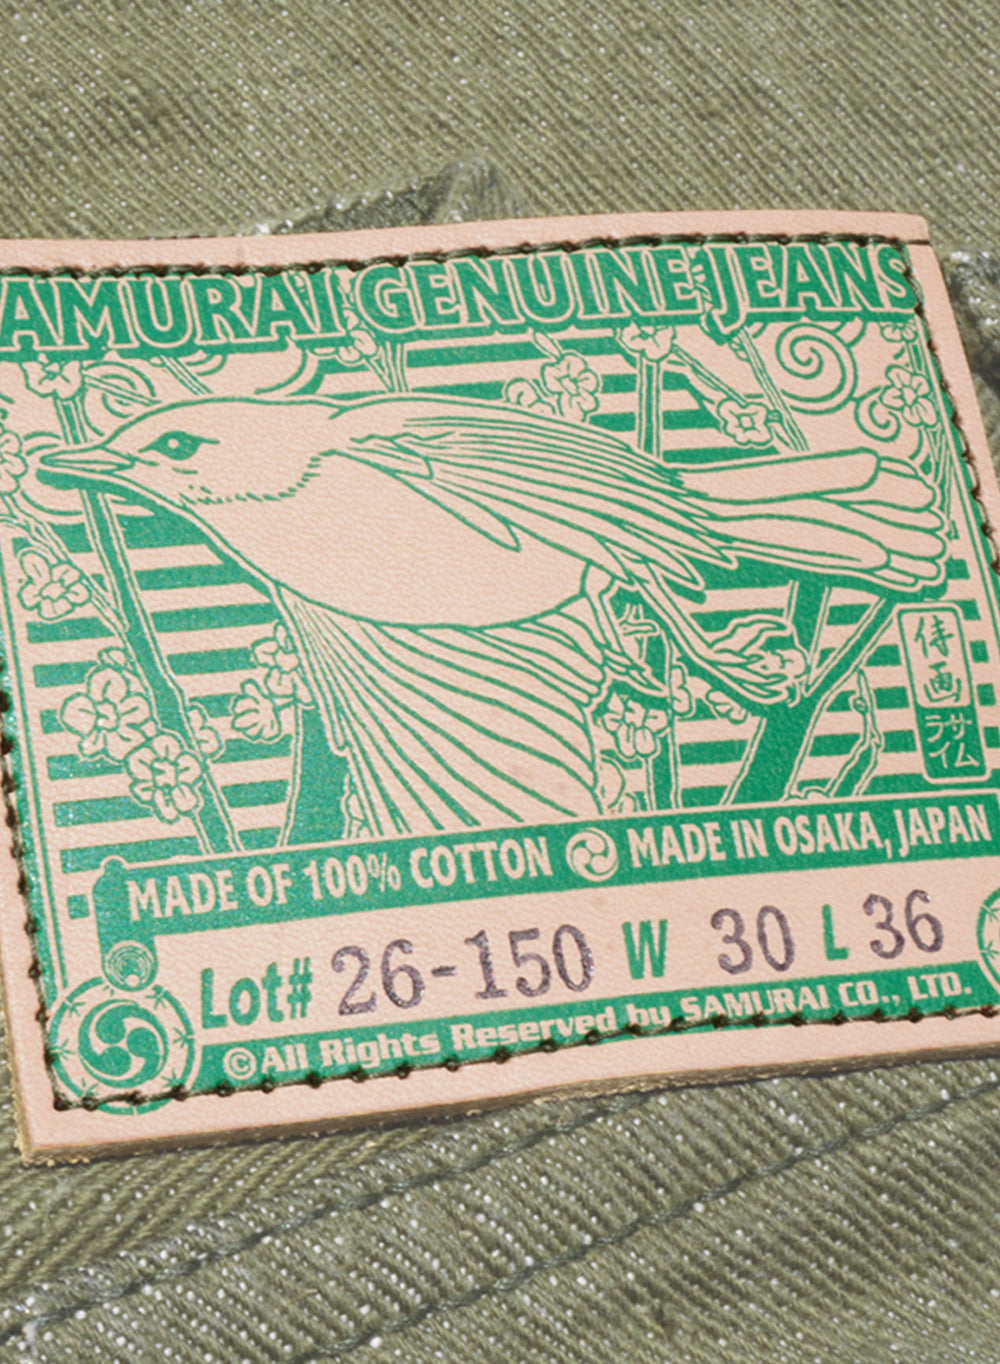 AMURAI GENUINE JEANS
侍画
サムライ
MADE OF 100% COTTON MADE IN OSAKA, JAPAN
Lot# 26-150 W 30 L 36
©All Rights Reserved by SAMURAI CO., LTD.